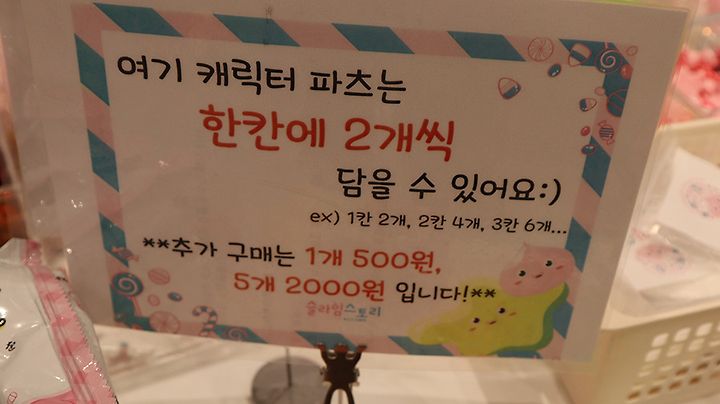 여기 캐릭터 파츠는
한칸에 2개씩
담을 수 있어요:)
ex) 1칸 2개, 2칸 4개, 3칸 6개...
**추가 구매는 1개 500원,
5개 2000원 입니다!**
슬라임스토리